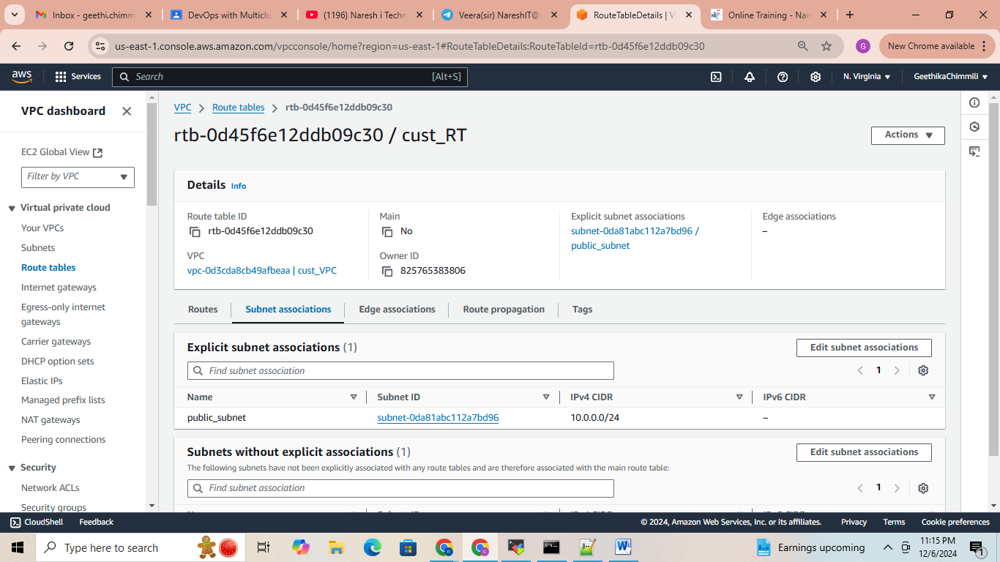 Inbox - geethi.chimm
DevOps with Multiclo
(1196) Naresh i Techn
Veera(sir) NareshIT@
RouteTableDetails | V
Online Training - Nar
us-east-1.console.aws.amazon.com/vpcconsole/home?region=us-east-1#RouteTableDetails:RouteTableId=rtb-0d45f6e12ddb09c30
G
New Chrome available
aws
Services
Search
[Alt+S]
N. Virginia
GeethikaChimmili
VPC dashboard
EC2 Global View
Filter by VPC
Virtual private cloud
Your VPCs
Subnets
Route tables
Internet gateways
Egress-only internet
gateways
Carrier gateways
DHCP option sets
Elastic IPs
Managed prefix lists
NAT gateways
Peering connections
Security
Network ACLs
Security groups
VPC
Route tables
rtb-0d45f6e12ddb09c30
rtb-0d45f6e12ddb09c30 / cust_RT
Actions
Details Info
Route table ID
rtb-0d45f6e12ddb09c30
Main
No
Explicit subnet associations
subnet-0da81abc112a7bd96 /
public_subnet
Edge associations
–
VPC
vpc-0d3cda8cb49afbeaa | cust_VPC
Owner ID
825765383806
Routes
Subnet associations
Edge associations
Route propagation
Tags
Explicit subnet associations (1)
Edit subnet associations
Find subnet association
1
Name
Subnet ID
IPv4 CIDR
IPv6 CIDR
public_subnet
subnet-0da81abc112a7bd96
10.0.0.0/24
–
Subnets without explicit associations (1)
Edit subnet associations
The following subnets have not been explicitly associated with any route tables and are therefore associated with the main route table:
Find subnet association
1
CloudShell
Feedback
© 2024, Amazon Web Services, Inc. or its affiliates.
Privacy
Terms
Cookie preferences
Type here to search
Earnings upcoming
11:15 PM
12/6/2024
1